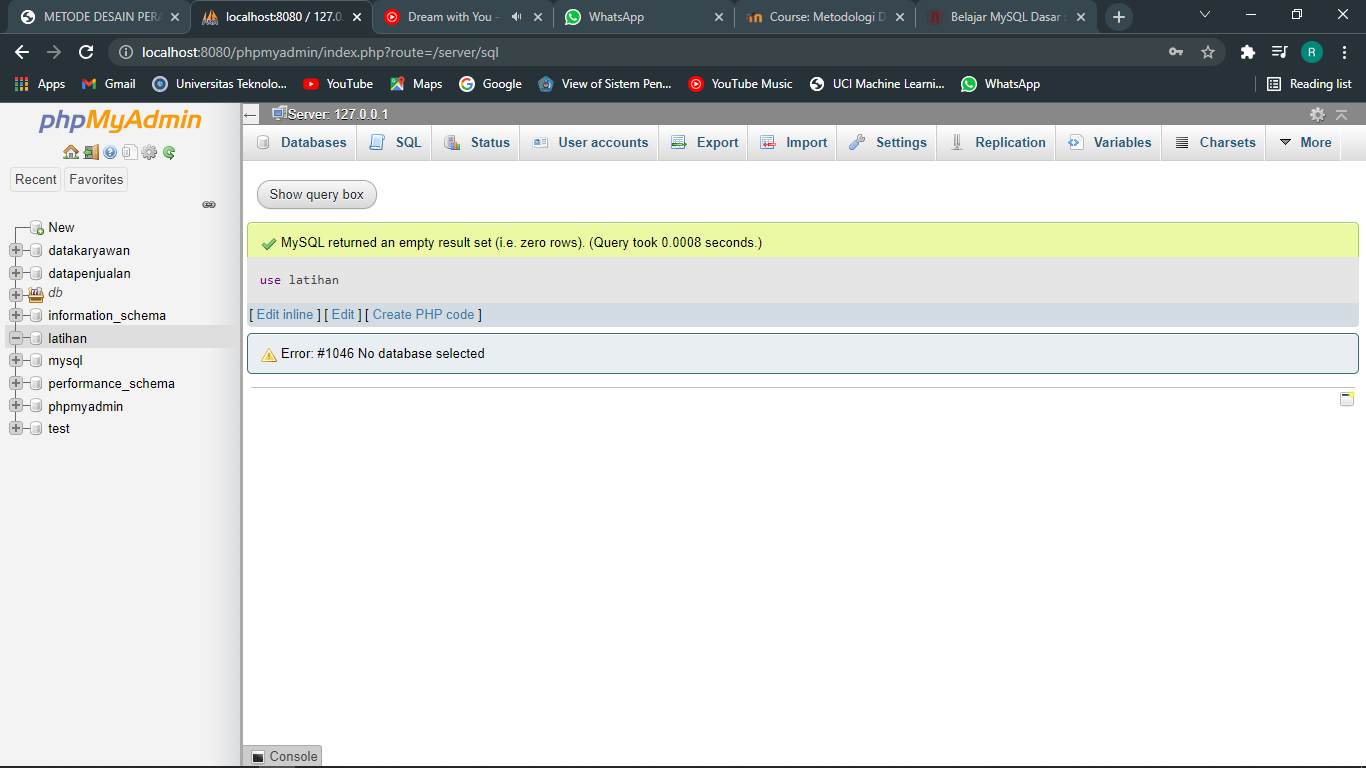 METODE DESAIN PERA
localhost:8080 / 127.0.
Dream with You -
WhatsApp
Course: Metodologi D
Belajar MySQL Dasar :
localhost:8080/phpmyadmin/index.php?route=/server/sql
R
Apps
Gmail
Universitas Teknolo...
YouTube
Maps
Google
View of Sistem Pen...
YouTube Music
UCI Machine Learni...
WhatsApp
Reading list
phpMyAdmin
Recent
Favorites
New
datakaryawan
datapenjualan
db
information_schema
latihan
mysql
performance_schema
phpmyadmin
test
Server: 127.0.0.1
Databases
SQL
Status
User accounts
Export
Import
Settings
Replication
Variables
Charsets
More
Show query box
MySQL returned an empty result set (i.e. zero rows). (Query took 0.0008 seconds.)
use latihan
[ Edit inline ] [ Edit ] [ Create PHP code ]
Error: #1046 No database selected
Console